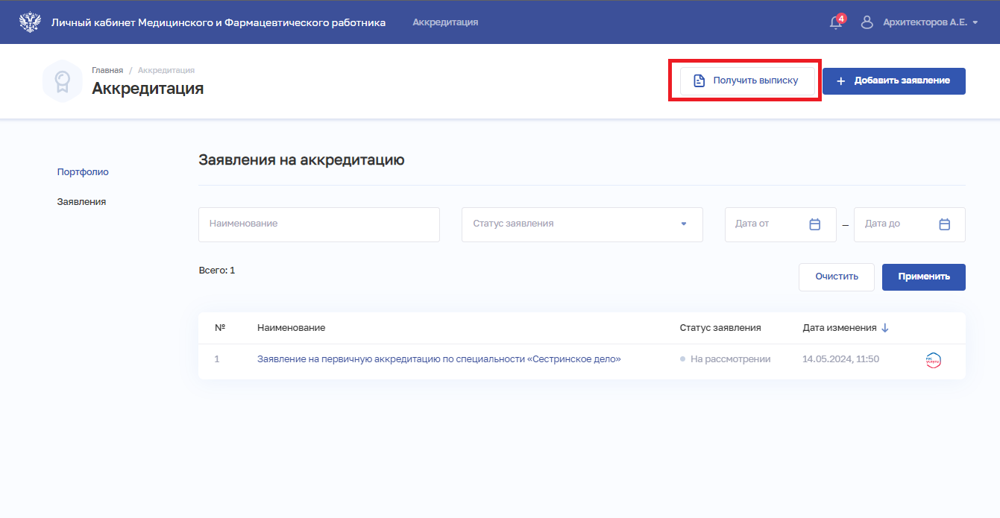 Личный кабинет Медицинского и Фармацевтического работника Аккредитация 4 Архитекторов А.Е.
Главная / Аккредитация
Аккредитация
Получить выписку
+ Добавить заявление
Портфолио
Заявления
Заявления на аккредитацию
Наименование Статус заявления Дата от – Дата до
Всего: 1
Очистить Применить
№ Наименование Статус заявления Дата изменения ↓
1 Заявление на первичную аккредитацию по специальности «Сестринское дело» На рассмотрении 14.05.2024, 11:50 гос услуги